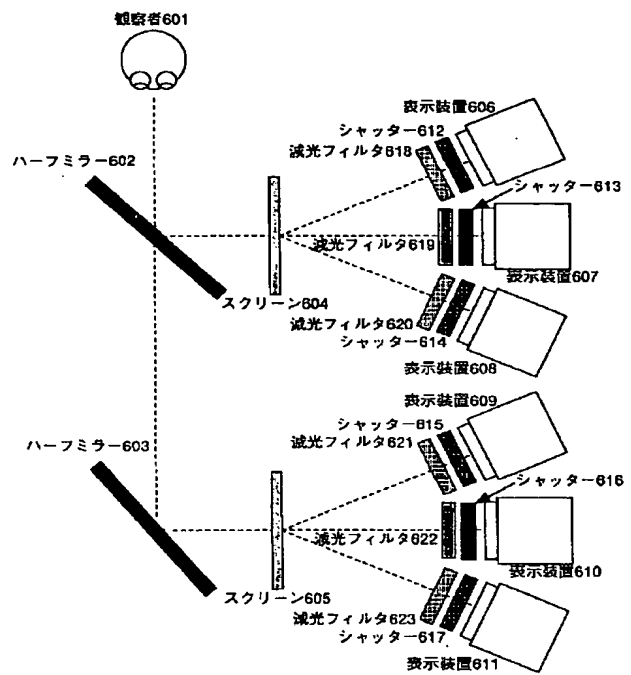 観察者601
表示装置606
シャッター612
減光フィルタ618
ハーフミラー602
シャッター613
減光フィルタ619
表示装置607
スクリーン604
減光フィルタ620
シャッター614
表示装置608
表示装置609
シャッター615
減光フィルタ621
ハーフミラー603
シャッター616
減光フィルタ622
表示装置610
スクリーン605
減光フィルタ623
シャッター617
表示装置611